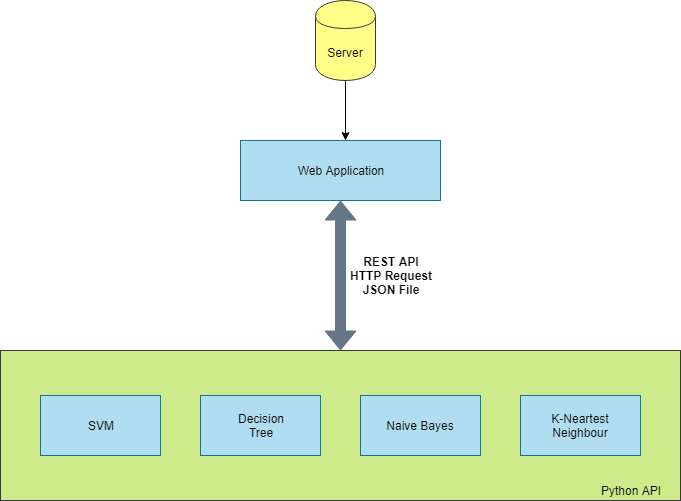 Server
Web Application
REST API
HTTP Request
JSON File
SVM
Decision
Tree
Naive Bayes
K-Neartest
Neighbour
Python API